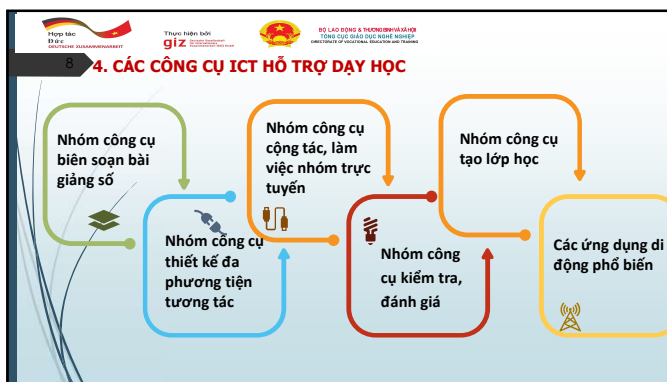 Hợp tác
Đức
DEUTSCHE ZUSAMMENARBEIT
Thực hiện bởi
giz
BỘ LAO ĐỘNG & THƯƠNG BINH VÀ XÃ HỘI
TỔNG CỤC GIÁO DỤC NGHỀ NGHIỆP
DIRECTORATE OF VOCATIONAL EDUCATION AND TRAINING
8
4. CÁC CÔNG CỤ ICT HỖ TRỢ DẠY HỌC
Nhóm công cụ
biên soạn bài
giảng số
Nhóm công cụ
thiết kế đa
phương tiện
tương tác
Nhóm công cụ
cộng tác, làm
việc nhóm trực
tuyến
Nhóm công
cụ kiểm tra,
đánh giá
Nhóm công cụ
tạo lớp học
Các ứng dụng di
động phổ biến